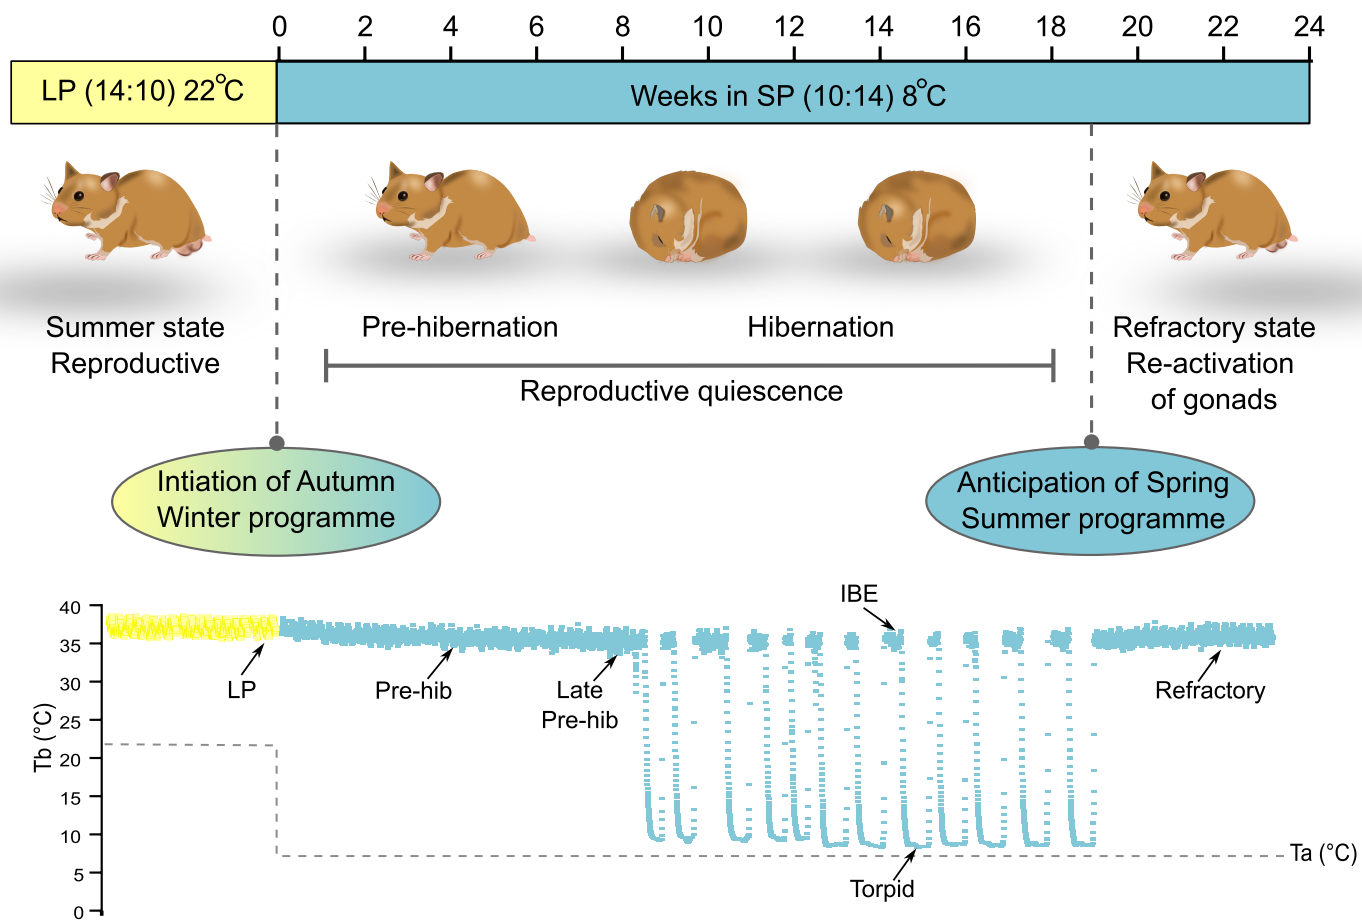 0 2 4 6 8 10 12 14 16 18 20 22 24
LP (14:10) 22°C
Weeks in SP (10:14) 8°C
Summer state
Reproductive
Pre-hibernation
Hibernation
Reproductive quiescence
Refractory state
Re-activation
of gonads
Intiation of Autumn
Winter programme
Anticipation of Spring
Summer programme
Tb (°C)
40
35
30
25
20
15
10
5
0
LP
Pre-hib
Late
Pre-hib
IBE
Torpid
Refractory
Ta (°C)